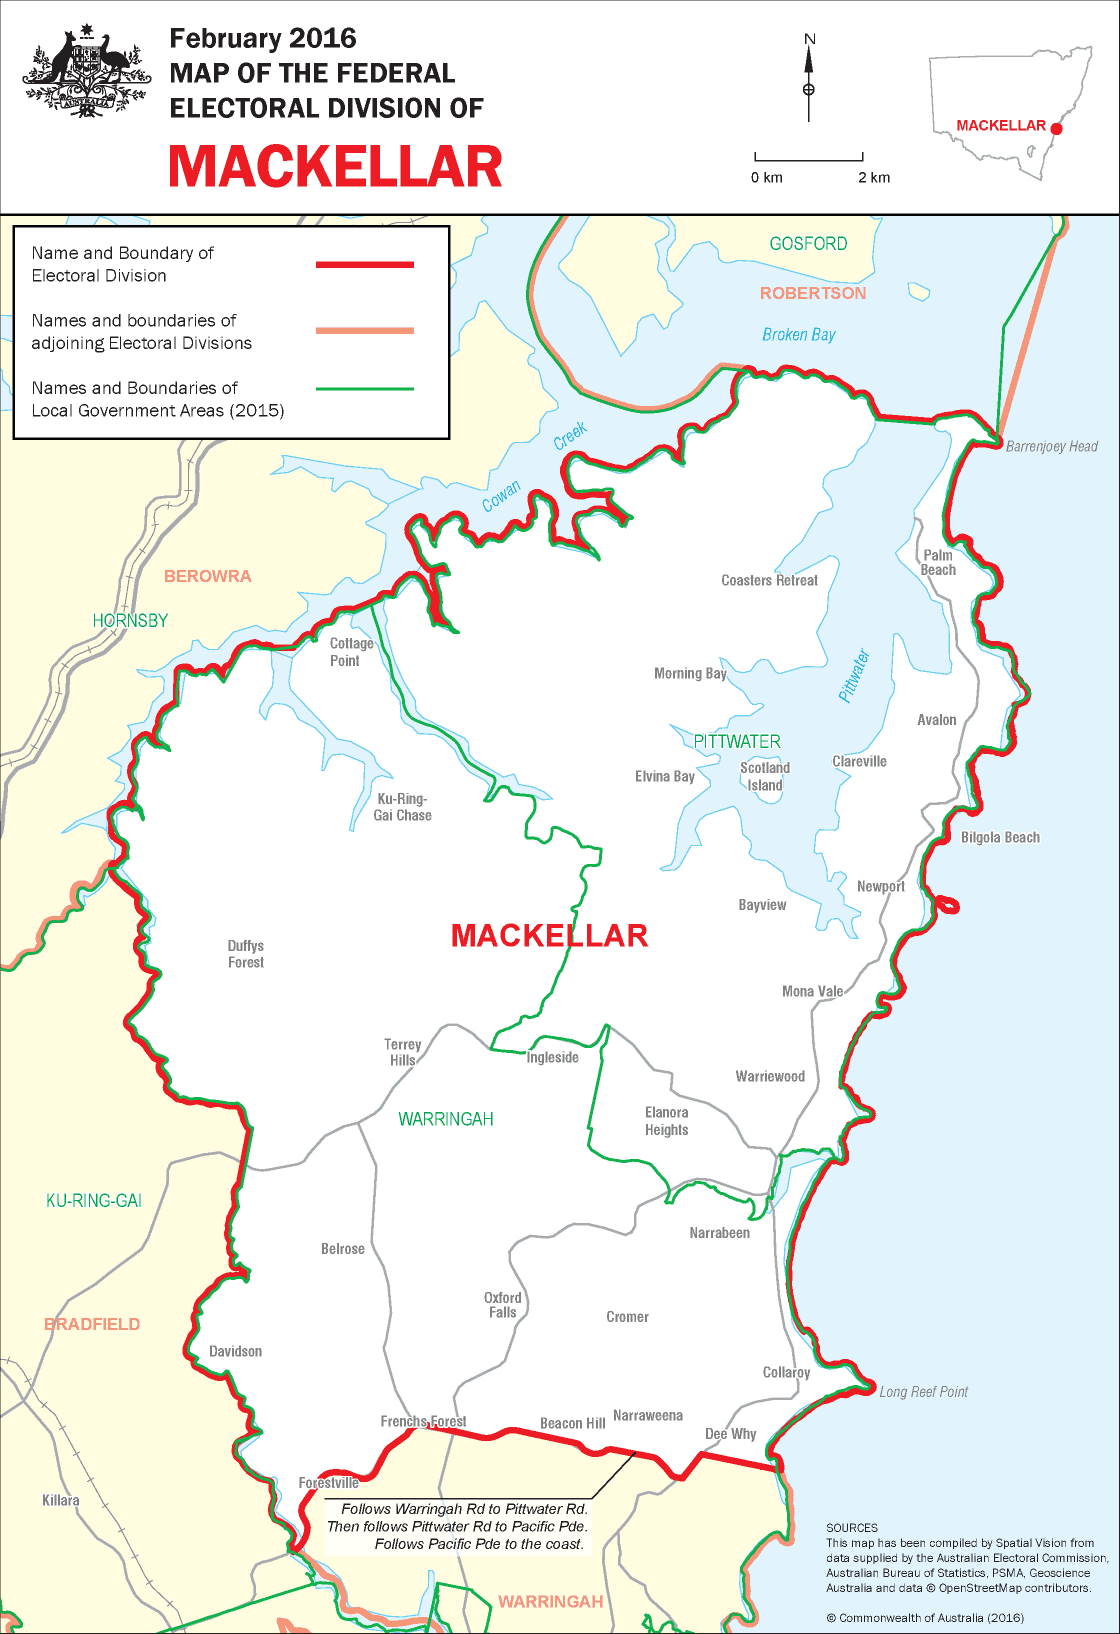 February 2016
MAP OF THE FEDERAL
ELECTORAL DIVISION OF
MACKELLAR
AUSTRALIA
N
0 km
2 km
MACKELLAR
Name and Boundary of
Electoral Division
Names and boundaries of
adjoining Electoral Divisions
Names and Boundaries of
Local Government Areas (2015)
GOSFORD
ROBERTSON
Broken Bay
Creek
Cowan
Barrenjoey Head
BEROWRA
HORNSBY
Palm
Beach
Coasters Retreat
Cottage
Point
Morning Bay
Pittwater
Avalon
PITTWATER
Scotland
Island
Clareville
Elvina Bay
Ku-Ring-
Gai Chase
Bilgola Beach
Newport
Bayview
MACKELLAR
Duffys
Forest
Mona Vale
Terrey
Hills
Ingleside
Warriewood
Elanora
Heights
WARRINGAH
KU-RING-GAI
Narrabeen
Belrose
Oxford
Falls
Cromer
BRADFIELD
Davidson
Collaroy
Long Reef Point
Frenchs Forest
Beacon Hill
Narraweena
Dee Why
Forestville
Killara
Follows Warringah Rd to Pittwater Rd.
Then follows Pittwater Rd to Pacific Pde.
Follows Pacific Pde to the coast.
WARRINGAH
SOURCES
This map has been compiled by Spatial Vision from
data supplied by the Australian Electoral Commission,
Australian Bureau of Statistics, PSMA, Geoscience
Australia and data © OpenStreetMap contributors.
© Commonwealth of Australia (2016)